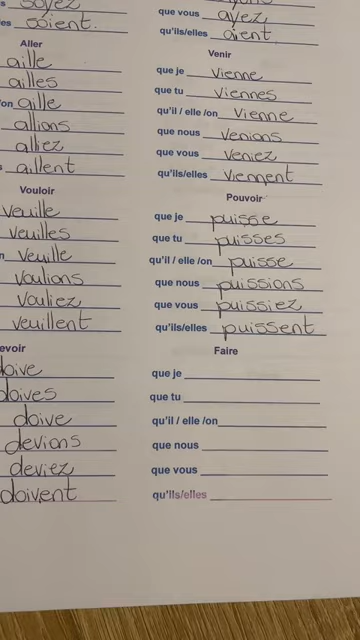 soyez
es soient.
Aller
aille
ailles
on aille
allions
alliez
s aillent
Vouloir
veuille
veuilles
n veuille
Voulions
Vouliez
veuillent
evoir
doive
doives
doive
devions
deviez
doivent
que vous ayez
qu'ils/elles aient
Venir
que je Vienne
que tu Viennes
qu'il / elle /on Vienne
que nous Venions
que vous Veniez
qu'ils/elles Viennent
Pouvoir
que je puisse
que tu puisses
qu'il / elle /on puisse
que nous puissions
que vous puissiez
qu'ils/elles puissent
Faire
que je
que tu
qu'il / elle /on
que nous
que vous
qu'ils/elles